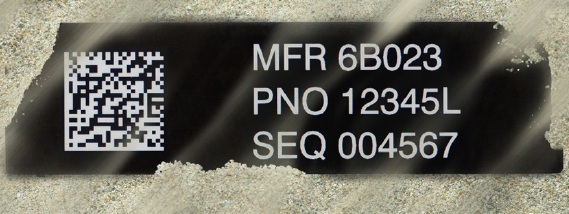 MFR 6B023
PNO 12345L
SEQ 004567